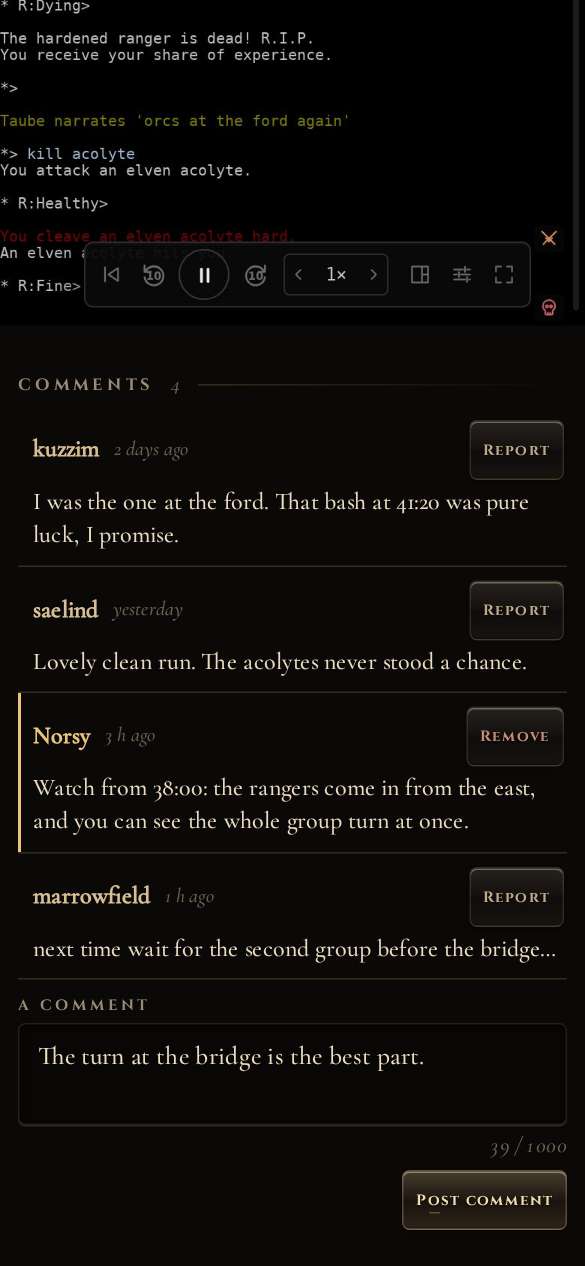 * R:Dying>
The hardened ranger is dead! R.I.P.
You receive your share of experience.
*>
Taube narrates 'orcs at the ford again'
*> kill acolyte
You attack an elven acolyte.
* R:Healthy>
You cleave an elven acolyte hard.
An elven acolyte hits you.
* R:Fine>
10
1×
10
COMMENTS 4
kuzzim 2 days ago
REPORT
I was the one at the ford. That bash at 41:20 was pure
luck, I promise.
saelind yesterday
REPORT
Lovely clean run. The acolytes never stood a chance.
Norsy 3 h ago
REMOVE
Watch from 38:00: the rangers come in from the east,
and you can see the whole group turn at once.
marrowfield 1 h ago
REPORT
next time wait for the second group before the bridge...
A COMMENT
The turn at the bridge is the best part.
39 / 1000
POST COMMENT